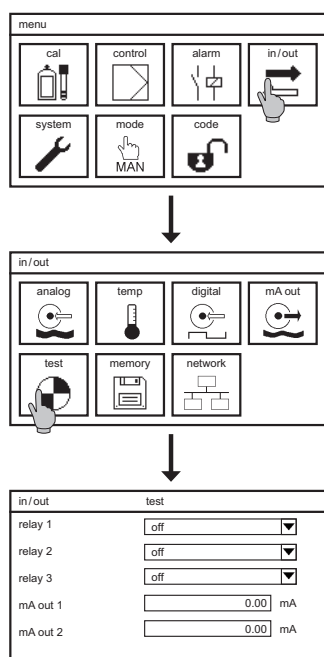 menu
cal control alarm in/out
system mode code
MAN
in/out
analog temp digital mA out
test memory network
in/out test
relay 1 off
relay 2 off
relay 3 off
mA out 1 0.00 mA
mA out 2 0.00 mA